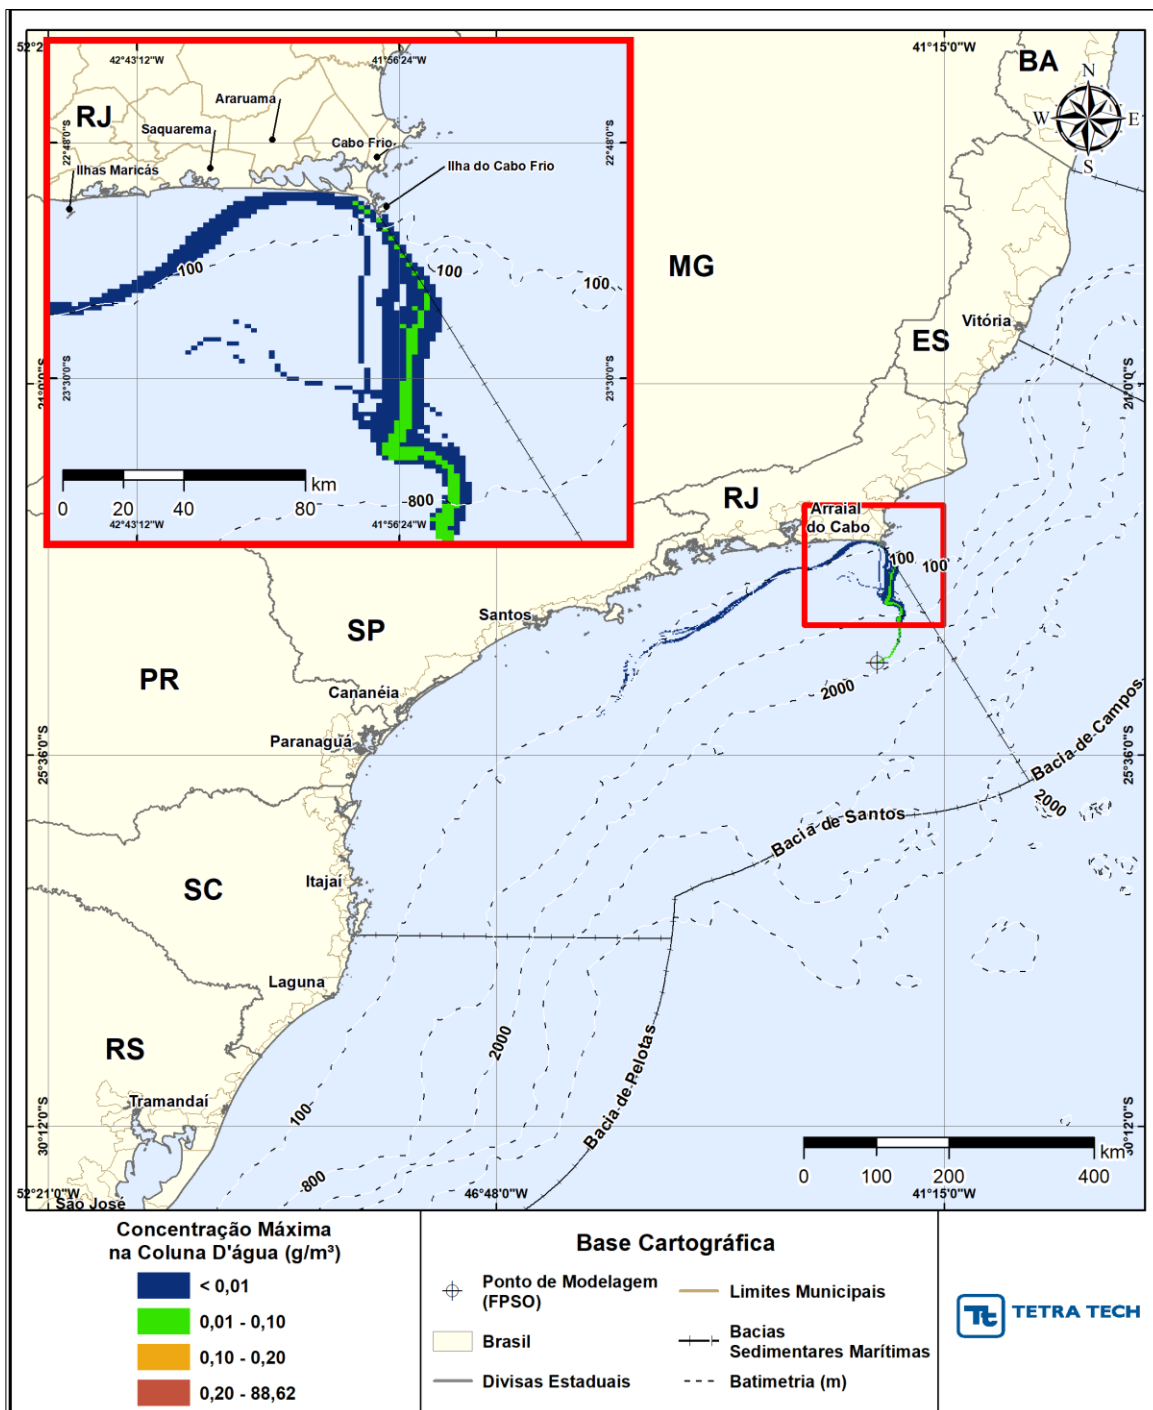 52°2
42°43'12"W
41°56'24"W
41°15'0"W
BA
N
W
E
S
RJ
Araruama
Saquarema
Cabo Frio
Ilhas Maricás
Ilha do Cabo Frio
22°48'0"S
22°48'0"S
100
100
100
MG
Vitória
ES
21°0'0"S
23°30'0"S
23°30'0"S
21°0'0"S
800
km
0
20
40
80
42°43'12"W
41°56'24"W
RJ
Arraial
do Cabo
100
100
Santos
SP
PR
Cananéia
2000
Paranaguá
25°36'0"S
25°36'0"S
Bacia de Campos
2000
Bacia de Santos
SC
Itajaí
Laguna
RS
2000
Bacia de Pelotas
Tramandaí
100
30°12'0"S
30°12'0"S
km
0
100
200
400
800
52°21'0"W
46°48'0"W
41°15'0"W
São José
Concentração Máxima
na Coluna D'água (g/m³)
< 0,01
0,01 - 0,10
0,10 - 0,20
0,20 - 88,62
Base Cartográfica
Ponto de Modelagem
(FPSO)
Limites Municipais
Brasil
Bacias
Sedimentares Marítimas
Divisas Estaduais
Batimetria (m)
Tt TETRA TECH